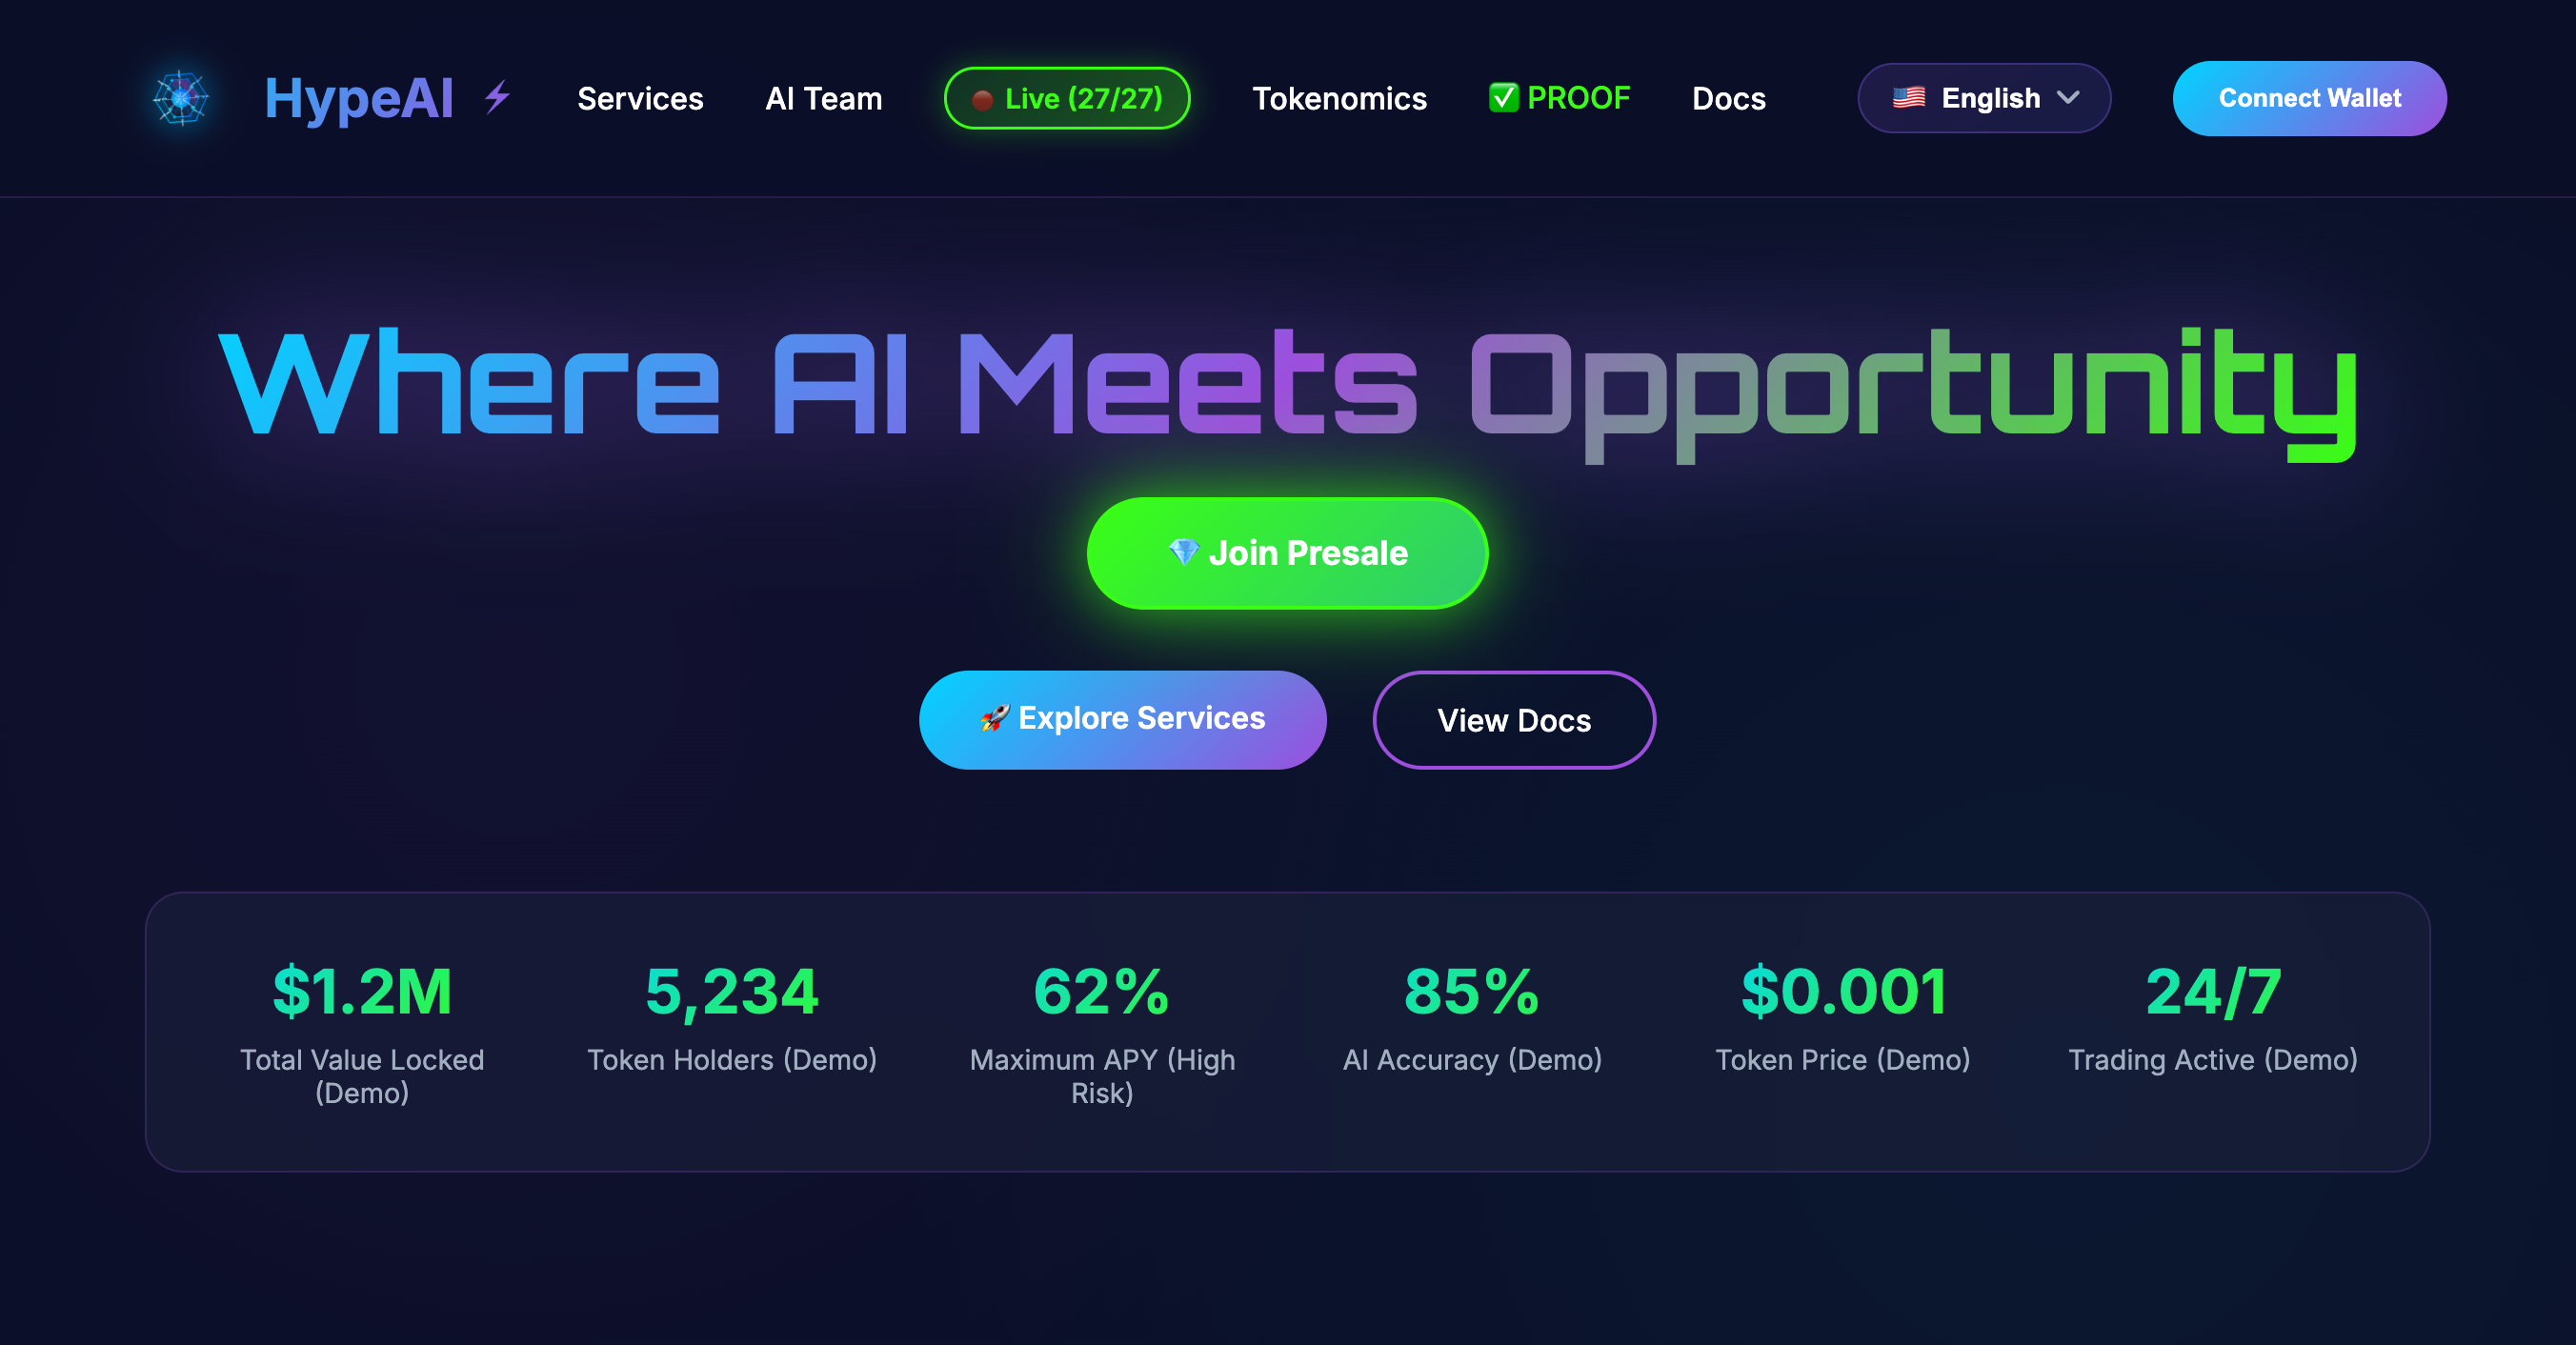 HypeAI ⚡
Services
AI Team
🔴 Live (27/27)
Tokenomics
✅ PROOF
Docs
🇺🇸 English
Connect Wallet
Where AI Meets Opportunity
💎 Join Presale
🚀 Explore Services
View Docs
$1.2M
Total Value Locked
(Demo)
5,234
Token Holders (Demo)
62%
Maximum APY (High
Risk)
85%
AI Accuracy (Demo)
$0.001
Token Price (Demo)
24/7
Trading Active (Demo)